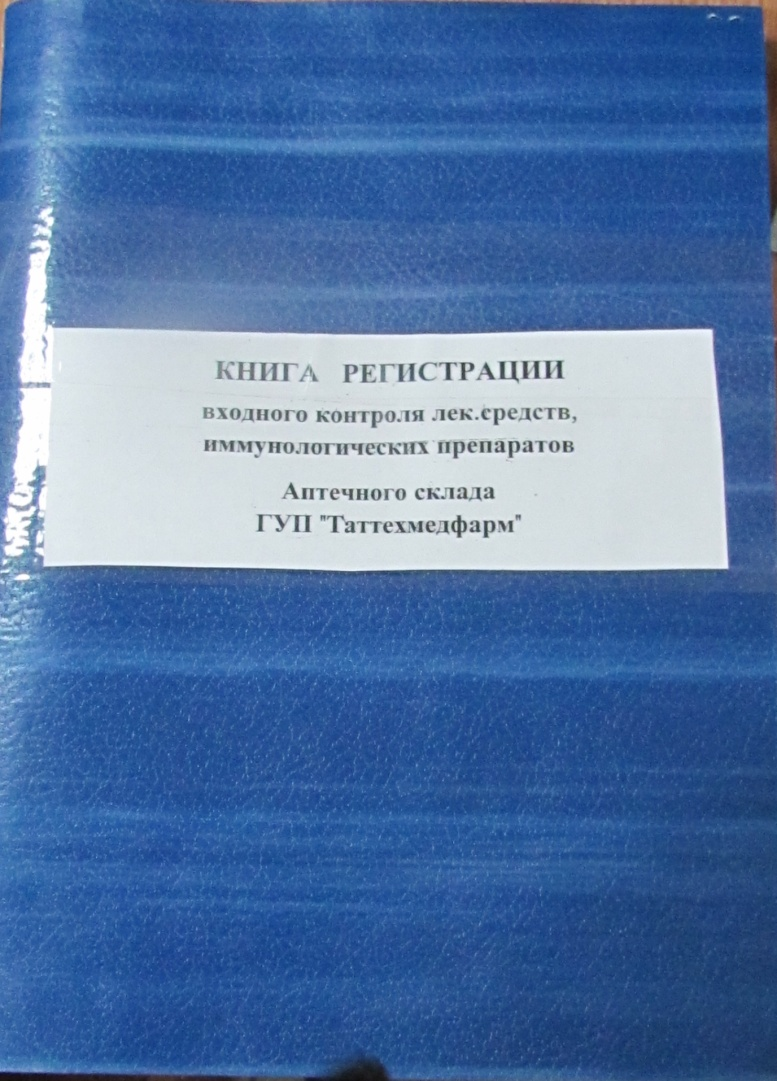 КНИГА РЕГИСТРАЦИИ
входного контроля лек.средств,
иммунологических препаратов
Аптечного склада
ГУП "Таттехмедфарм"